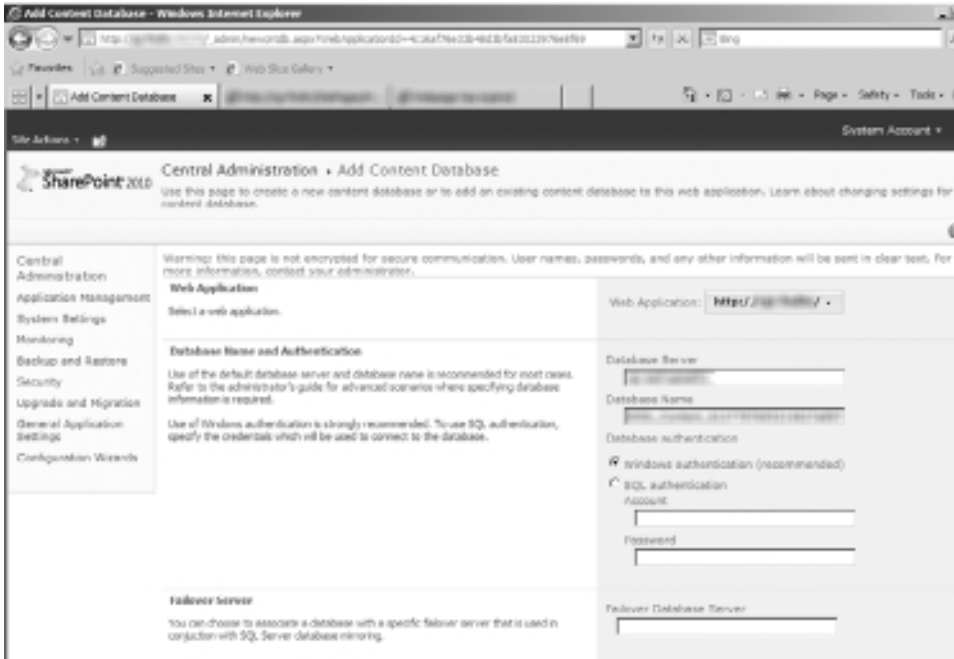 Add Content Database - Windows Internet Explorer
Bing
Favorites Suggested Sites Web Slice Gallery
Add Content Database Page Safety Tools
Site Actions System Account
SharePoint 2010
Central Administration Add Content Database
Use this page to create a new content database or to add an existing content database to this web application. Learn about changing settings for
content database.
Central
Administration
Application Management
System Settings
Monitoring
Backup and Restore
Security
Upgrade and Migration
General Application
Settings
Configuration Wizards
Warning: this page is not encrypted for secure communication. User names, passwords, and any other information will be sent in clear text. For
more information, contact your administrator.
Web Application
Select a web application.
Web Application: http://
Database Name and Authentication
Use of the default database server and database name is recommended for most cases.
Refer to the administrator's guide for advanced scenarios where specifying database
information is required.
Use of Windows authentication is strongly recommended. To use SQL authentication,
specify the credentials which will be used to connect to the database.
Database Server
Database Name
Database authentication
Windows authentication (recommended)
SQL authentication
Account
Password
Failover Server
You can choose to associate a database with a specific failover server that is used in
conjuction with SQL Server database mirroring.
Failover Database Server